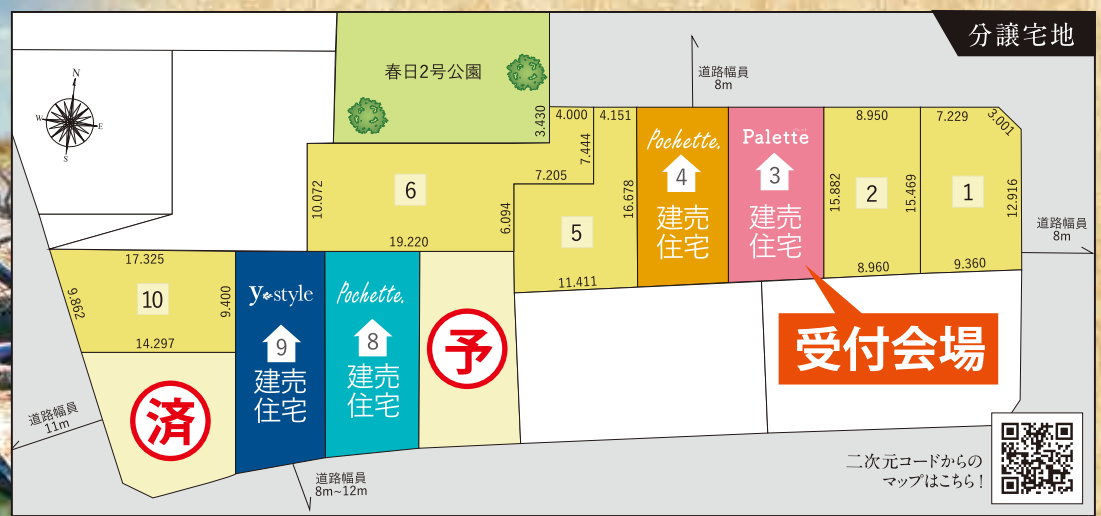 分譲宅地
N
W
E
S
春日2号公園
道路幅員
8m
3.430
4.000
4.151
7.444
7.205
16.678
6.094
10.072
6
19.220
5
11.411
Pochette.
4
建売
住宅
Palette
3
建売
住宅
8.950
15.882
2
15.469
8.960
7.229
3.001
1
12.916
9.360
道路幅員
8m
受付会場
17.325
9.862
10
9.400
14.297
y style
9
建売
住宅
Pochette.
8
建売
住宅
予
済
道路幅員
11m
道路幅員
8m~12m
二次元コードからの
マップはこちら!